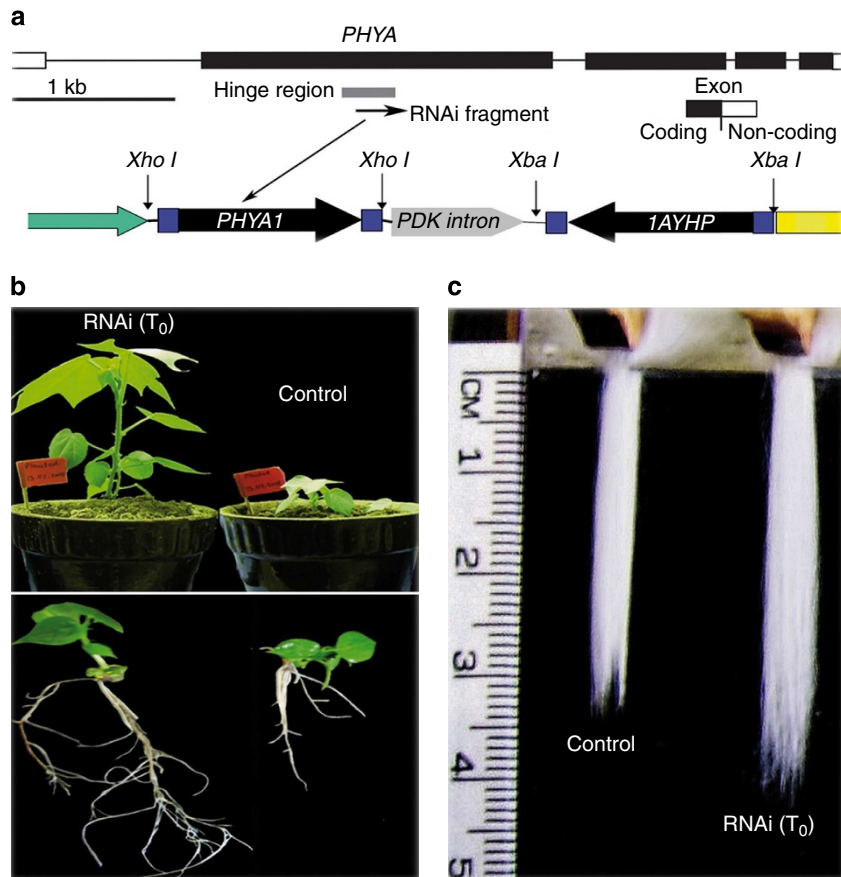 a
PHYA
1 kb
Hinge region
RNAi fragment
Exon
Coding
Non-coding
Xho I
Xho I
Xba I
Xba I
PHYA1
PDK intron
1AYHP
b
RNAi (T₀)
Control
c
CM
1
2
3
4
5
Control
RNAi (T₀)